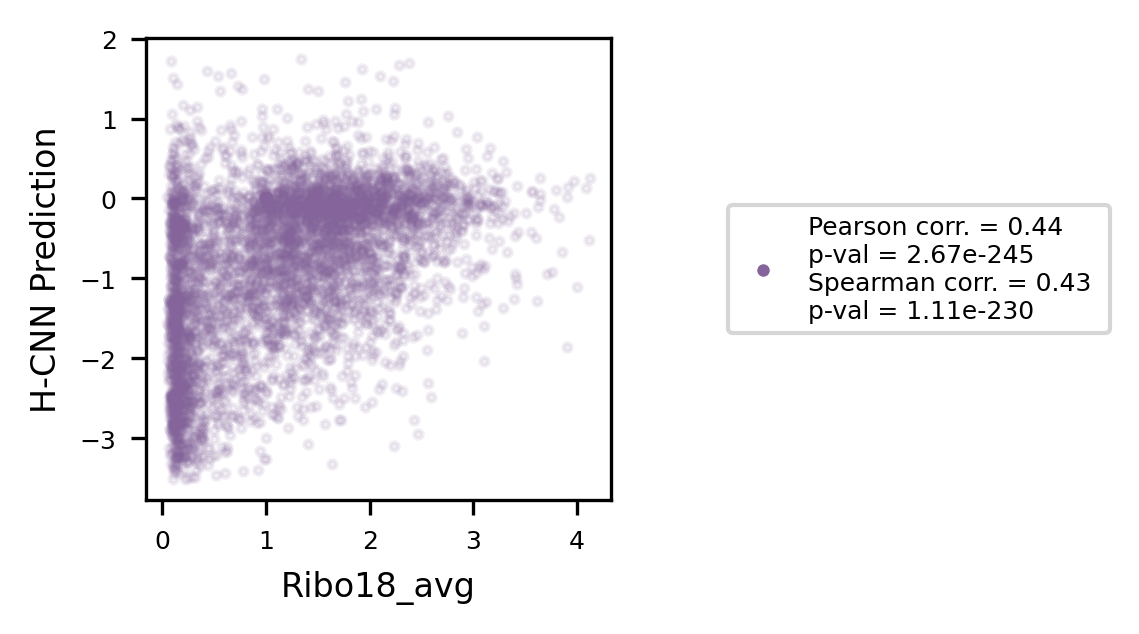 2
1
0
−1
−2
−3
H-CNN Prediction
0 1 2 3 4
Ribo18_avg
Pearson corr. = 0.44
p-val = 2.67e-245
Spearman corr. = 0.43
p-val = 1.11e-230